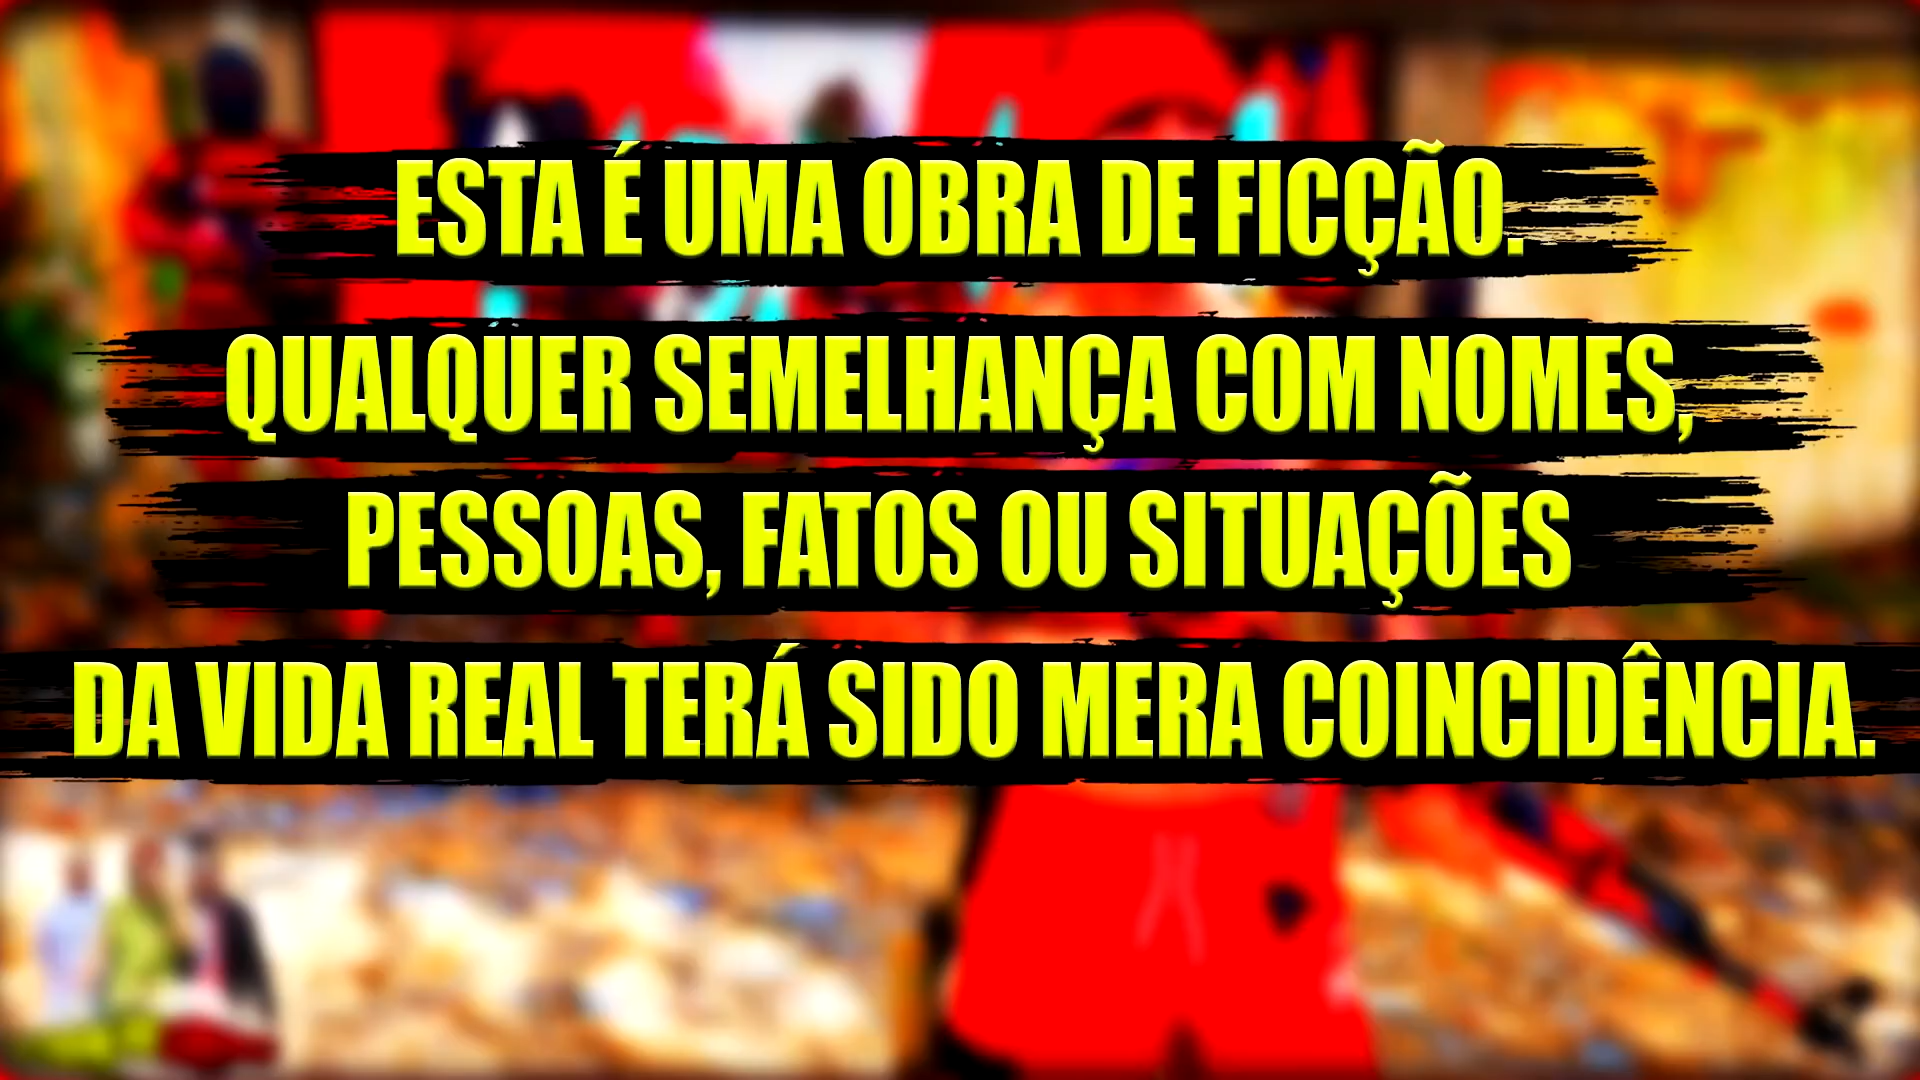 ESTA É UMA OBRA DE FICÇÃO.
QUALQUER SEMELHANÇA COM NOMES,
PESSOAS, FATOS OU SITUAÇÕES
DA VIDA REAL TERÁ SIDO MERA COINCIDÊNCIA.